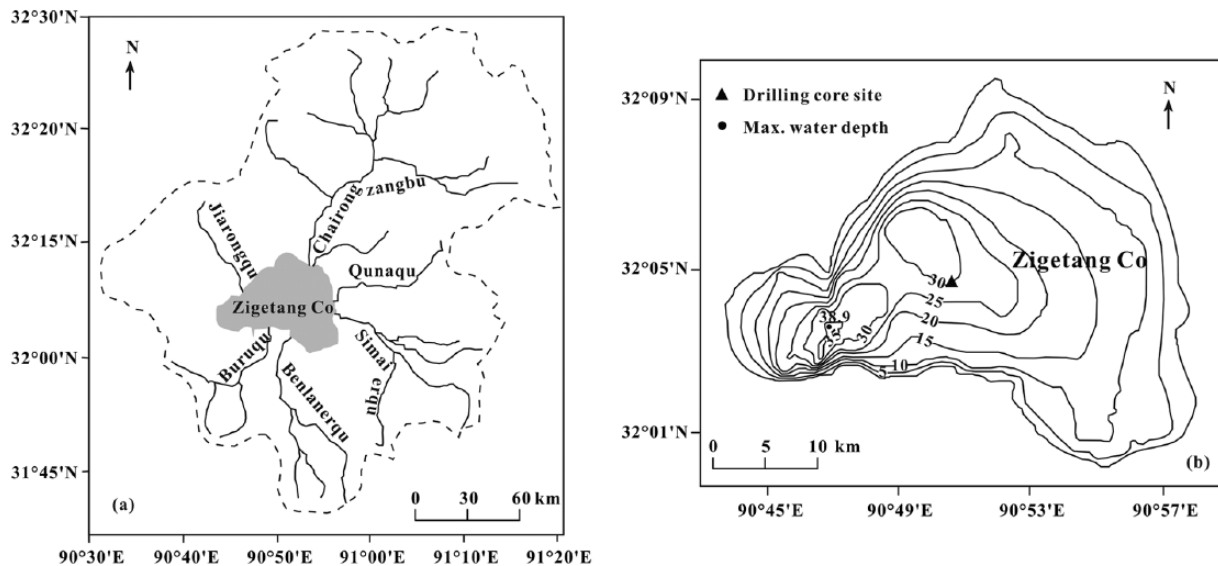 32°30'N
N
32°20'N
zangbu
Chairong
Jiarongqu
32°15'N
Qunaqu
Zigetang Co
Simai
erqu
32°00'N
Buruqu
Benlanerqu
31°45'N
(a)
0 30 60 km
90°30'E 90°40'E 90°50'E 91°00'E 91°10'E 91°20'E
32°09'N
Drilling core site
Max. water depth
N
32°05'N
Zigetang Co
30
25
20
15
38.9
35
30
10
5
32°01'N
0 5 10 km
(b)
90°45'E 90°49'E 90°53'E 90°57'E